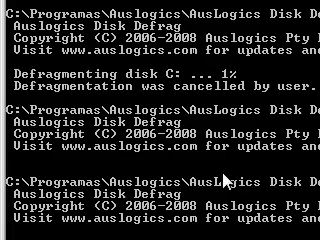 C:\Programas\Auslogics\AusLogics Disk De
Auslogics Disk Defrag
Copyright (C) 2006-2008 Auslogics Pty
Visit www.auslogics.com for updates and
Defragmenting disk C: ... 1%
Defragmentation was cancelled by user.
C:\Programas\Auslogics\AusLogics Disk De
Auslogics Disk Defrag
Copyright (C) 2006-2008 Auslogics Pty
Visit www.auslogics.com for updates and
C:\Programas\Auslogics\AusLogics Disk De
Auslogics Disk Defrag
Copyright (C) 2006-2008 Auslogics Pty
Visit www.auslogics.com for updates and